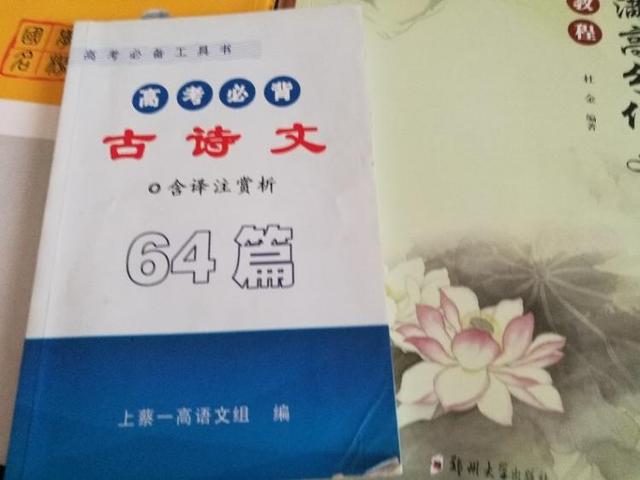 高考必备工具书
高考必背
古诗文
含译注赏析
64篇
上蔡一高语文组 编
教程
杜金 编著
满高
郑州大学出版社